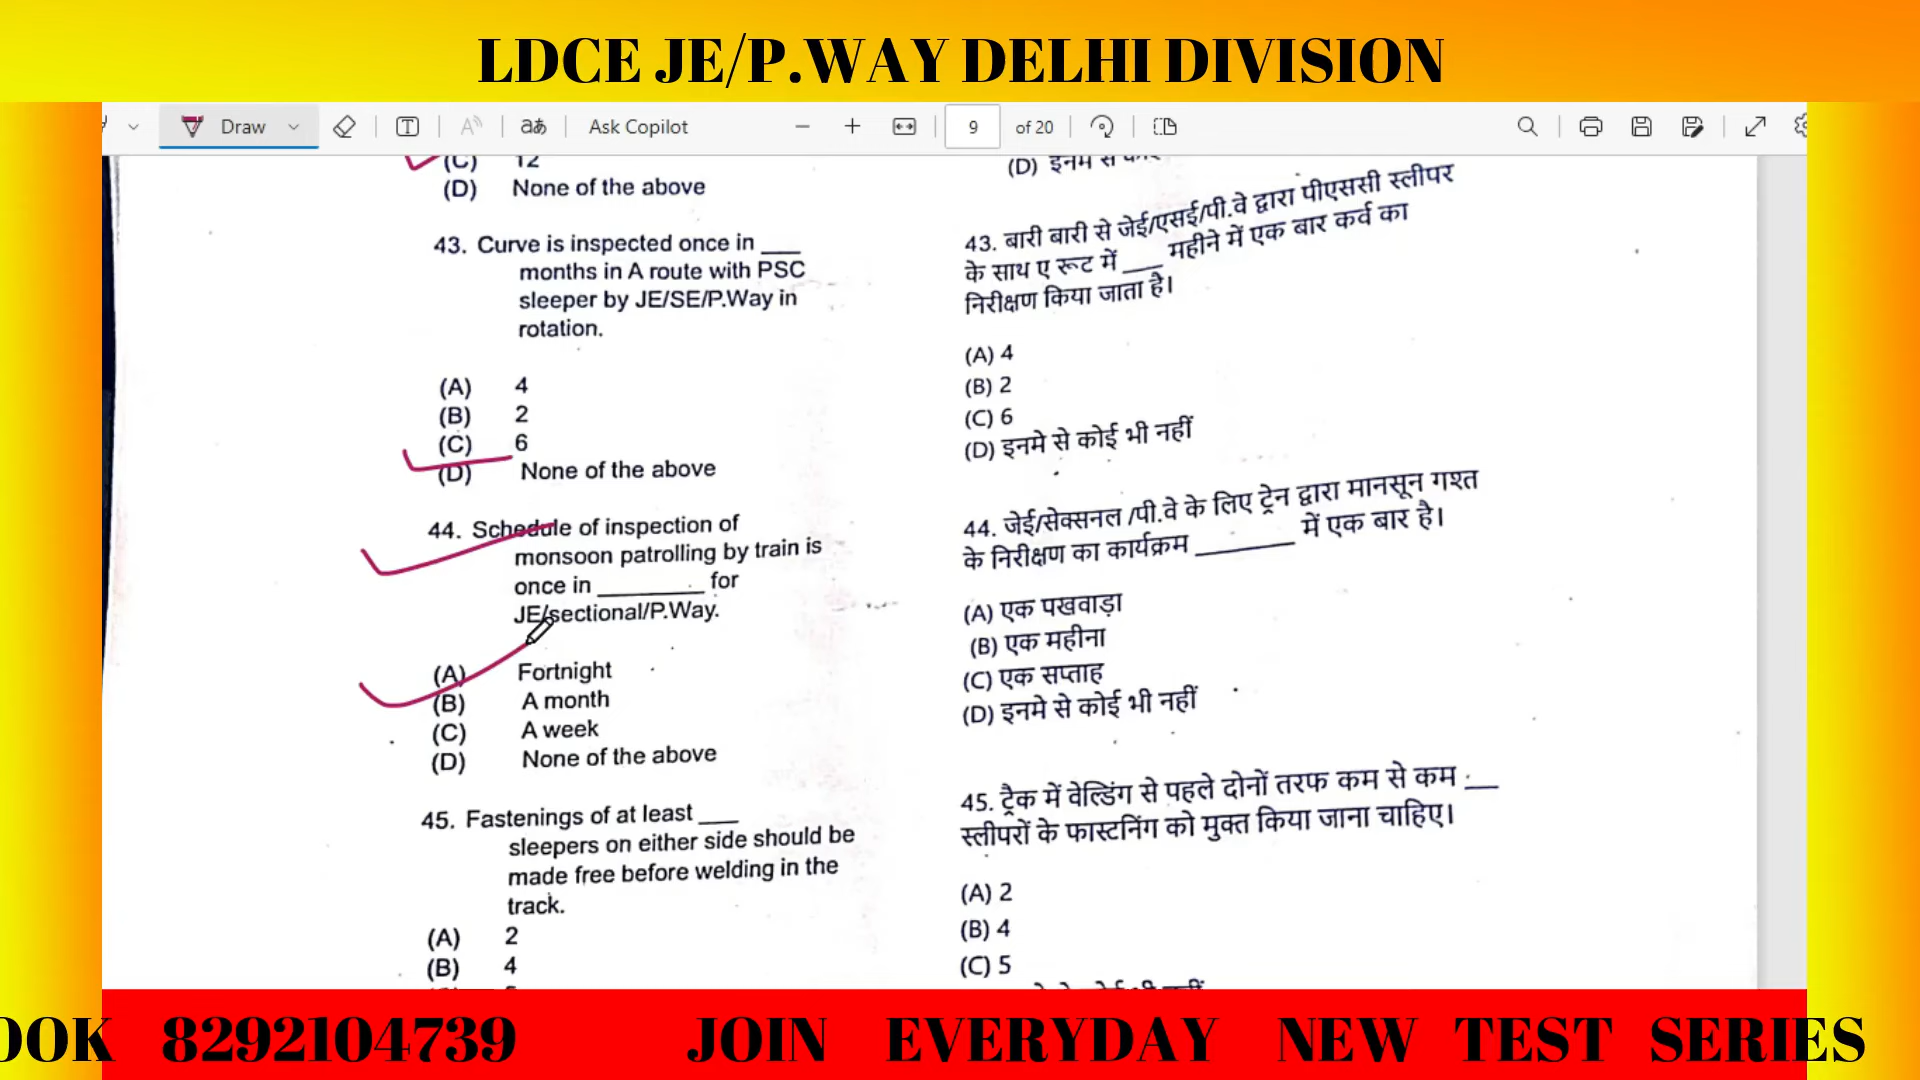 LDCE JE/P.WAY DELHI DIVISION
Draw
Ask Copilot
9 of 20
(C) 12
(D) None of the above
43. Curve is inspected once in ___
months in A route with PSC
sleeper by JE/SE/P.Way in
rotation.
(A) 4
(B) 2
(C) 6
(D) None of the above
44. Schedule of inspection of
monsoon patrolling by train is
once in ________ for
JE/sectional/P.Way.
(A) Fortnight
(B) A month
(C) A week
(D) None of the above
45. Fastenings of at least ___
sleepers on either side should be
made free before welding in the
track.
(A) 2
(B) 4
(D) इनमे से
43. बारी बारी से जेई/एसई/पी.वे द्वारा पीएससी स्लीपर
के साथ ए रूट में ___ महीने में एक बार कर्व का
निरीक्षण किया जाता है।
(A) 4
(B) 2
(C) 6
(D) इनमे से कोई भी नहीं
44. जेई/सेक्सनल /पी.वे के लिए ट्रेन द्वारा मानसून गश्त
के निरीक्षण का कार्यक्रम ________ में एक बार है।
(A) एक पखवाड़ा
(B) एक महीना
(C) एक सप्ताह
(D) इनमे से कोई भी नहीं
45. ट्रैक में वेल्डिंग से पहले दोनों तरफ कम से कम ___
स्लीपरों के फास्टनिंग को मुक्त किया जाना चाहिए।
(A) 2
(B) 4
(C) 5
OOK 8292104739 JOIN EVERYDAY NEW TEST SERIES